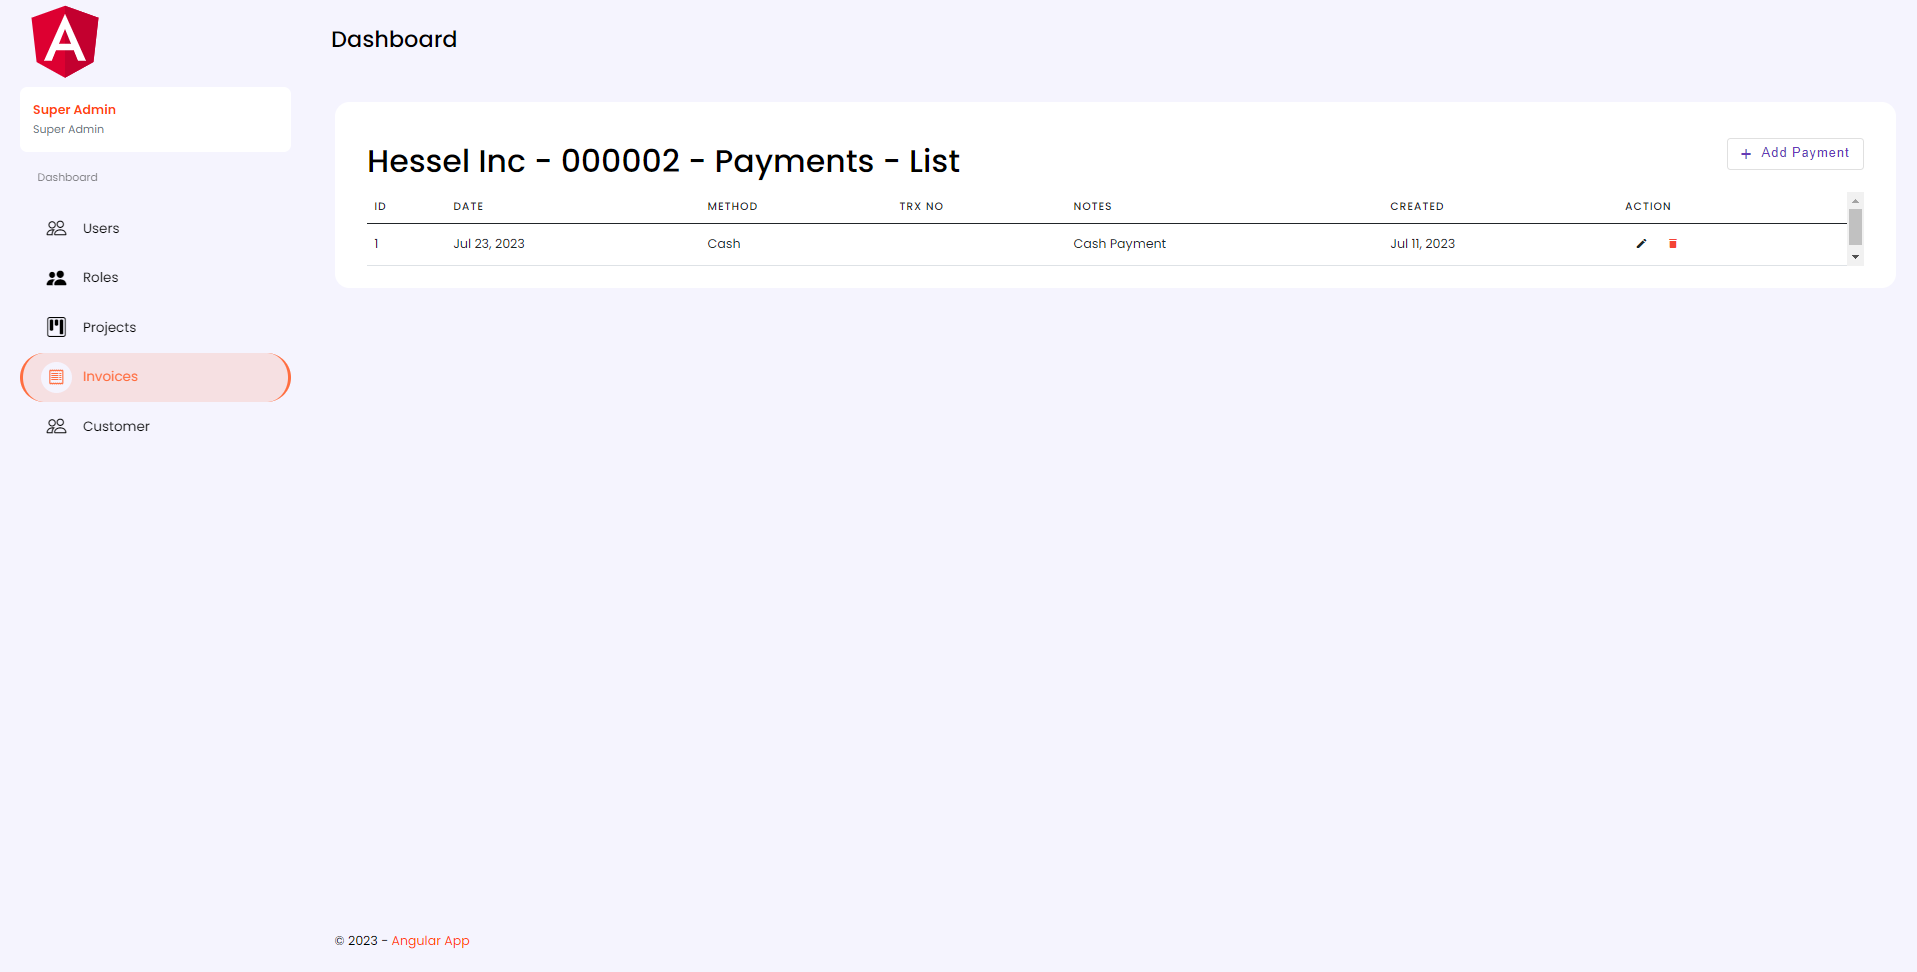 A
Dashboard
Super Admin
Super Admin
Dashboard
Users
Roles
Projects
Invoices
Customer
Hessel Inc - 000002 - Payments - List
+ Add Payment
ID DATE METHOD TRX NO NOTES CREATED ACTION
1 Jul 23, 2023 Cash Cash Payment Jul 11, 2023
© 2023 - Angular App